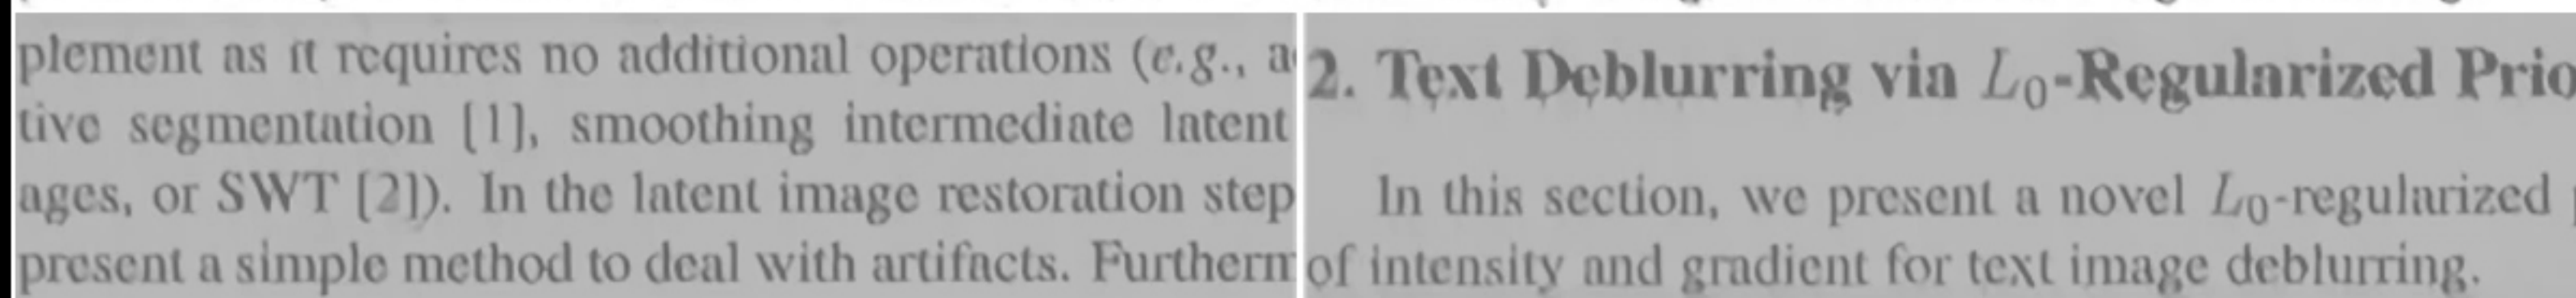 plement as it requires no additional operations (e.g., a
tive segmentation [1], smoothing intermediate latent
ages, or SWT [2]). In the latent image restoration step
present a simple method to deal with artifacts. Furtherm
2. Text Deblurring via L0-Regularized Prio
In this section, we present a novel L0-regularized
of intensity and gradient for text image deblurring.